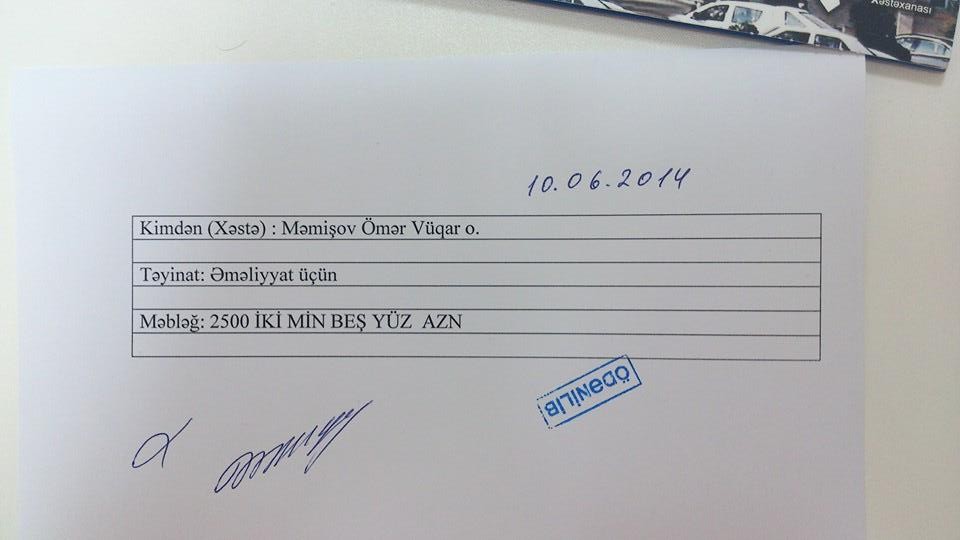 Xəstəxanası
10.06.2014
Kimdən (Xəstə) : Məmişov Ömər Vüqar o.
Təyinat: Əməliyyat üçün
Məbləğ: 2500 İKİ MİN BEŞ YÜZ AZN
ÖDƏNİLİB